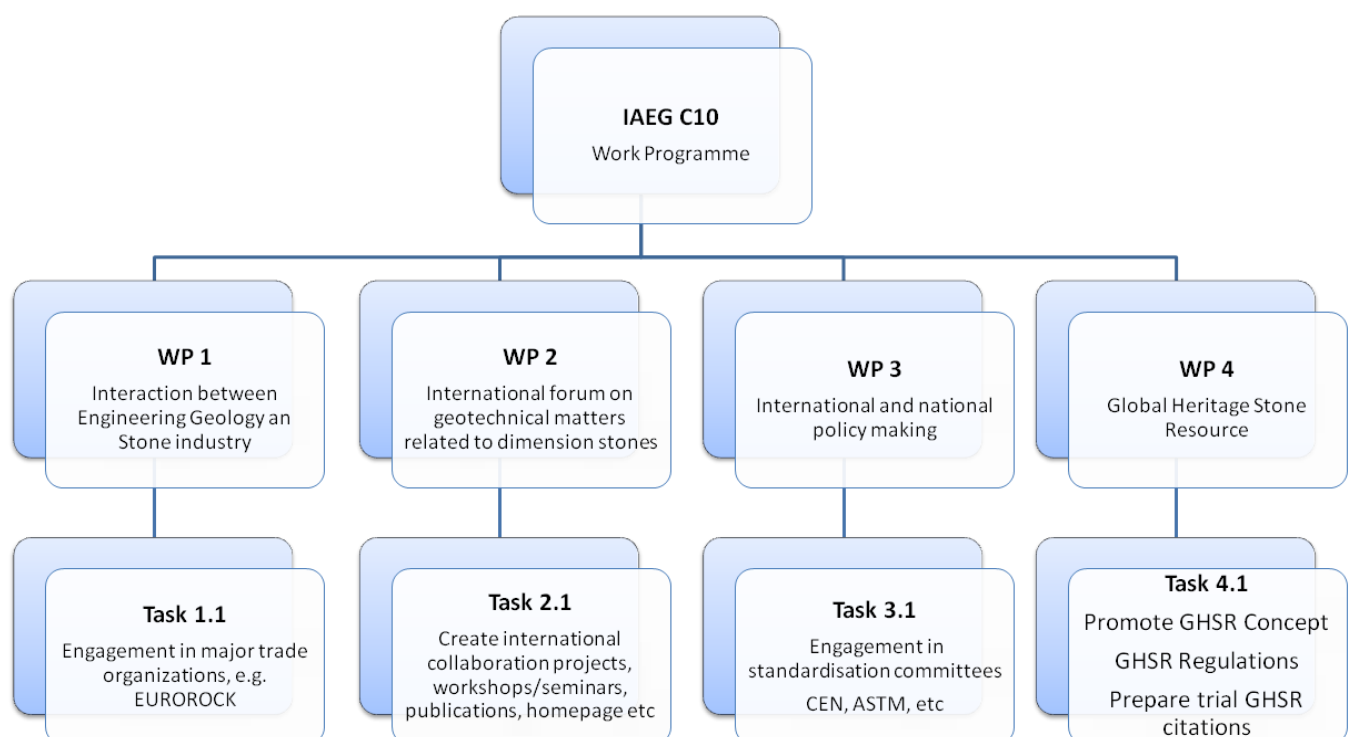 IAEG C10
Work Programme
WP 1
Interaction between
Engineering Geology an
Stone industry
WP 2
International forum on
geotechnical matters
related to dimension stones
WP 3
International and national
policy making
WP 4
Global Heritage Stone
Resource
Task 1.1
Engagement in major trade
organizations, e.g.
EUROROCK
Task 2.1
Create international
collaboration projects,
workshops/seminars,
publications, homepage etc
Task 3.1
Engagement in
standardisation committees
CEN, ASTM, etc
Task 4.1
Promote GHSR Concept
GHSR Regulations
Prepare trial GHSR
citations